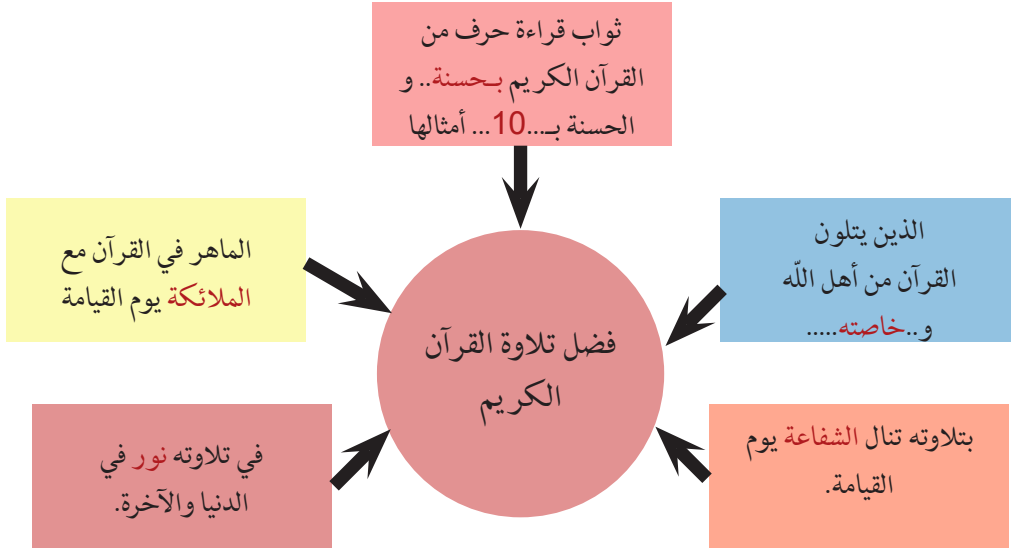 ثواب قراءة حرف من
القرآن الكريم بـحسنة.. و
الحسنة بـ...10... أمثالها
الذين يتلون
القرآن من أهل اللّه
و..خاصته.....
الماهر في القرآن مع
الملائكة يوم القيامة
فضل تلاوة القرآن
الكريم
بتلاوته تنال الشفاعة يوم
القيامة.
في تلاوته نور في
الدنيا والآخرة.